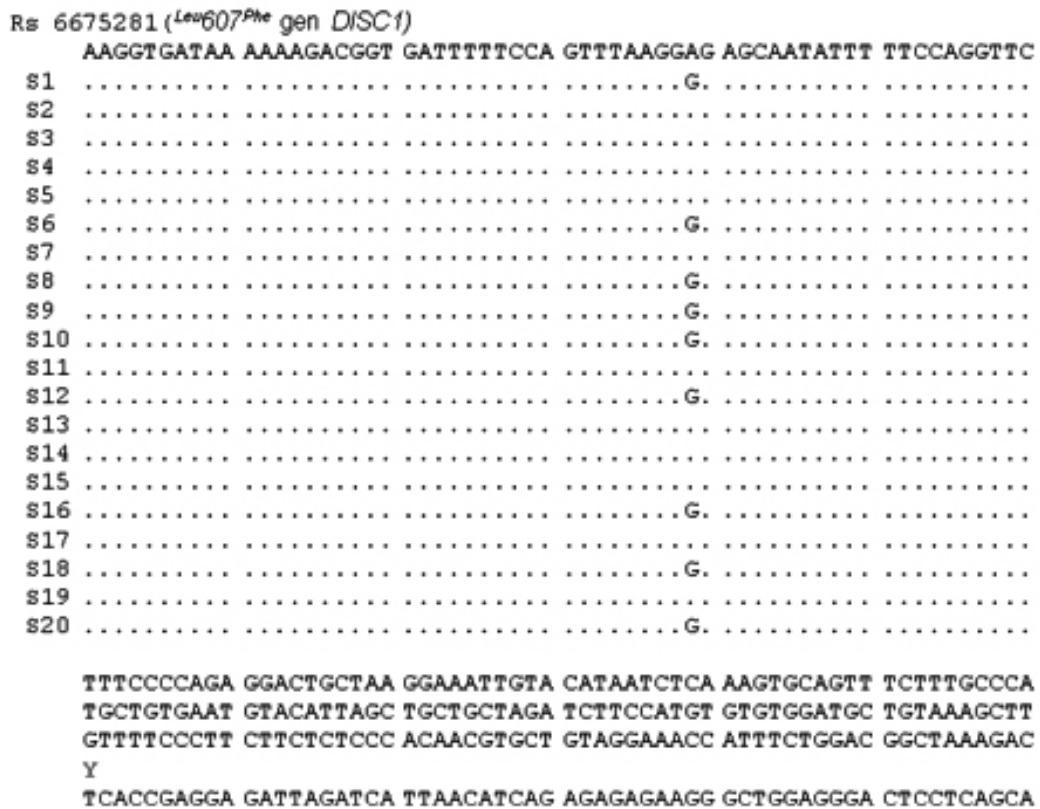 Rs 6675281 (Leu607Phe gen DISC1)
AAGGTGATAA AAAAGACGGT GATTTTTCCA GTTTAAGGAG AGCAATATTT TTCCAGGTTC
S1 .......... .......... .......... ........G. .......... ..........
S2 .......... .......... .......... .......... .......... ..........
S3 .......... .......... .......... .......... .......... ..........
S4 .......... .......... .......... .......... .......... ..........
S5 .......... .......... .......... .......... .......... ..........
S6 .......... .......... .......... ........G. .......... ..........
S7 .......... .......... .......... .......... .......... ..........
S8 .......... .......... .......... ........G. .......... ..........
S9 .......... .......... .......... ........G. .......... ..........
S10 .......... .......... .......... ........G. .......... ..........
S11 .......... .......... .......... .......... .......... ..........
S12 .......... .......... .......... ........G. .......... ..........
S13 .......... .......... .......... .......... .......... ..........
S14 .......... .......... .......... .......... .......... ..........
S15 .......... .......... .......... .......... .......... ..........
S16 .......... .......... .......... ........G. .......... ..........
S17 .......... .......... .......... .......... .......... ..........
S18 .......... .......... .......... ........G. .......... ..........
S19 .......... .......... .......... .......... .......... ..........
S20 .......... .......... .......... ........G. .......... ..........
TTTCCCCAGA GGACTGCTAA GGAAATTGTA CATAATCTCA AAGTGCAGTT TCTTTGCCCA
TGCTGTGAAT GTACATTAGC TGCTGCTAGA TCTTCCATGT GTGTGGATGC TGTAAAGCTT
GTTTTCCCTT CTTCTCTCCC ACAACGTGCT GTAGGAAACC ATTTCTGGAC GGCTAAAGAC
Y
TCACCGAGGA GATTAGATCA TTAACATCAG AGAGAGAAGG GCTGGAGGGA CTCCTCAGCA